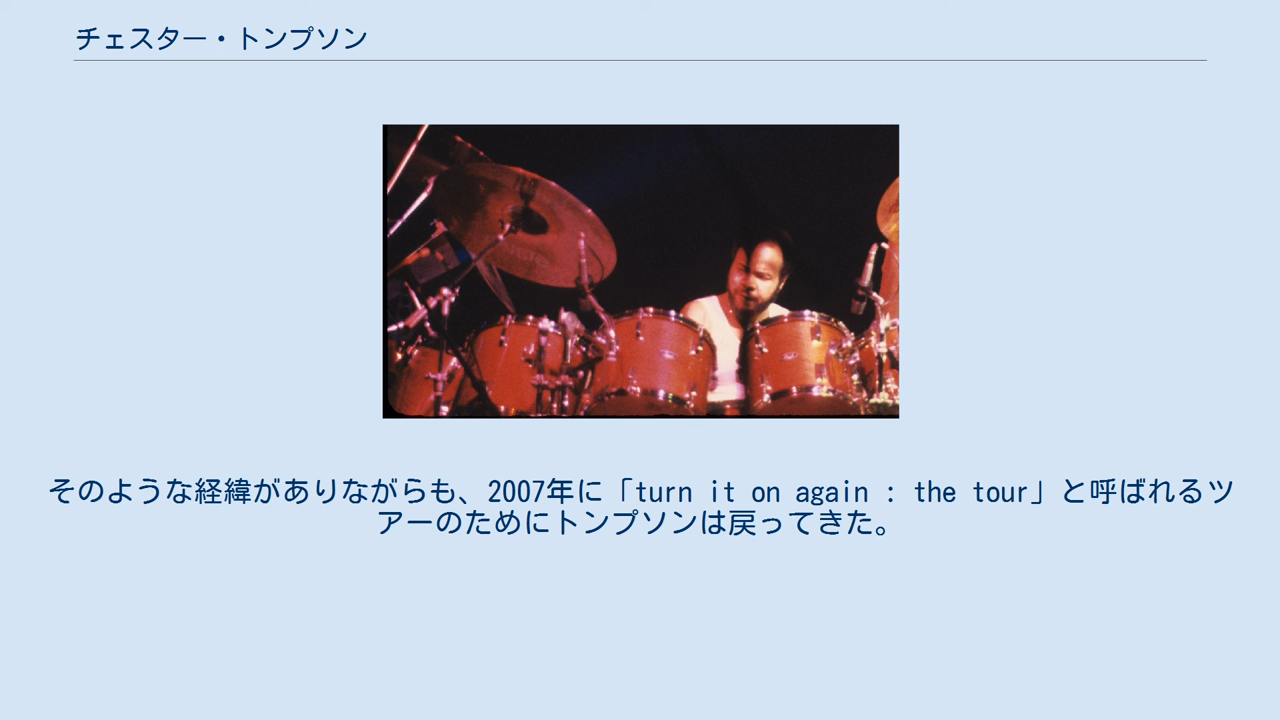 チェスター・トンプソン
そのような経緯がありながらも、2007年に「turn it on again : the tour」と呼ばれるツ
アーのためにトンプソンは戻ってきた。